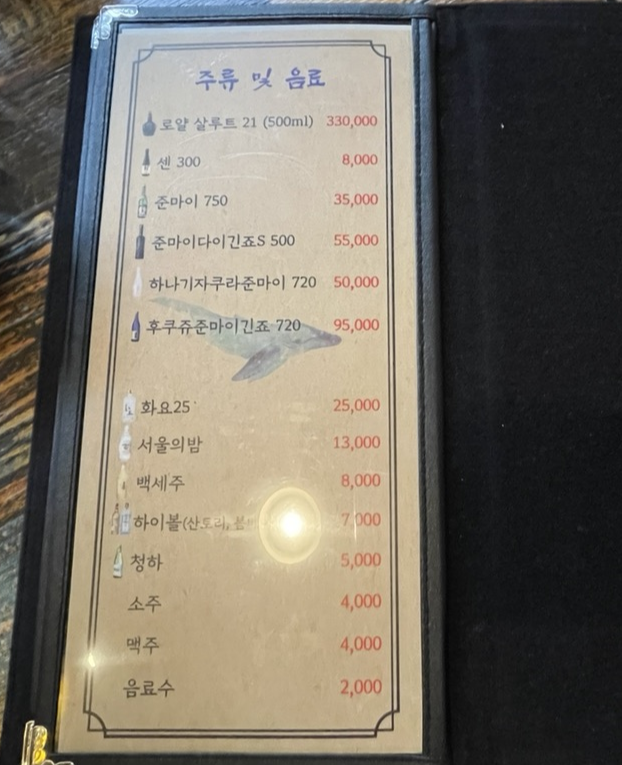 주류 및 음료
로얄 살루트 21 (500ml) 330,000
센 300 8,000
준마이 750 35,000
준마이다이긴죠S 500 55,000
하나기자쿠라준마이 720 50,000
후쿠쥬준마이긴죠 720 95,000
화요25 25,000
서울의밤 13,000
백세주 8,000
하이볼(산토리, 7,000
청하 5,000
소주 4,000
맥주 4,000
음료수 2,000